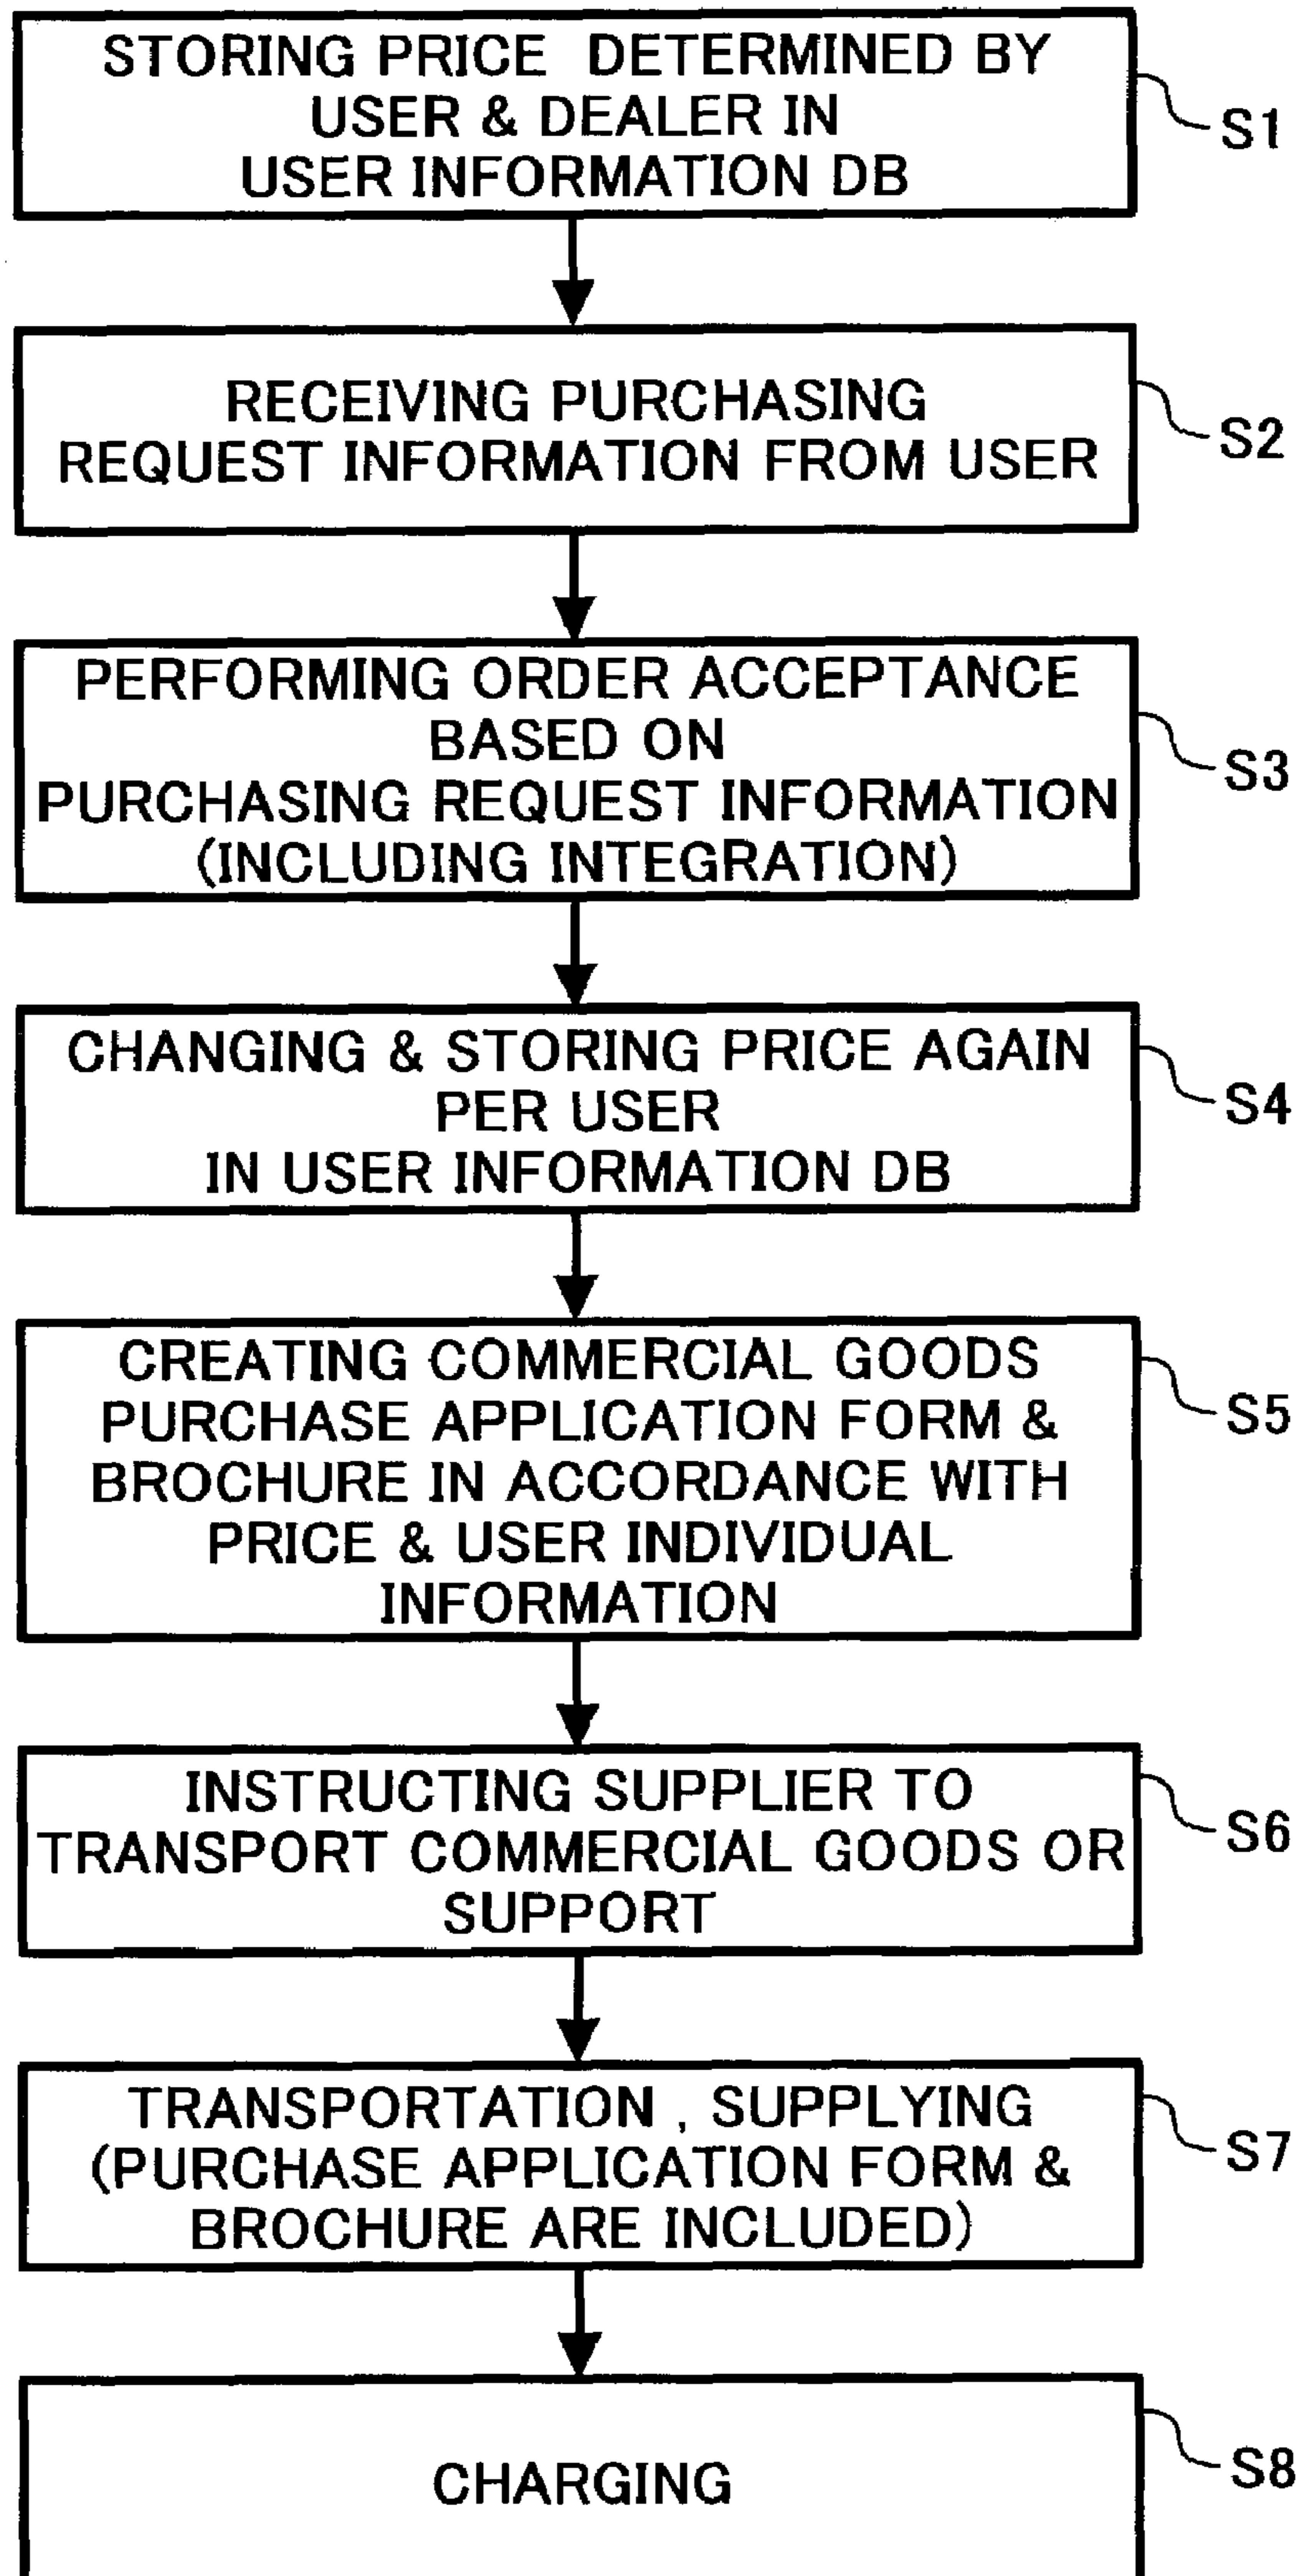 STORING PRICE DETERMINED BY
USER & DEALER IN
USER INFORMATION DB
S1
RECEIVING PURCHASING
REQUEST INFORMATION FROM USER
S2
PERFORMING ORDER ACCEPTANCE
BASED ON
PURCHASING REQUEST INFORMATION
(INCLUDING INTEGRATION)
S3
CHANGING & STORING PRICE AGAIN
PER USER
IN USER INFORMATION DB
S4
CREATING COMMERCIAL GOODS
PURCHASE APPLICATION FORM &
BROCHURE IN ACCORDANCE WITH
PRICE & USER INDIVIDUAL
INFORMATION
S5
INSTRUCTING SUPPLIER TO
TRANSPORT COMMERCIAL GOODS OR
SUPPORT
S6
TRANSPORTATION , SUPPLYING
(PURCHASE APPLICATION FORM &
BROCHURE ARE INCLUDED)
S7
CHARGING
S8